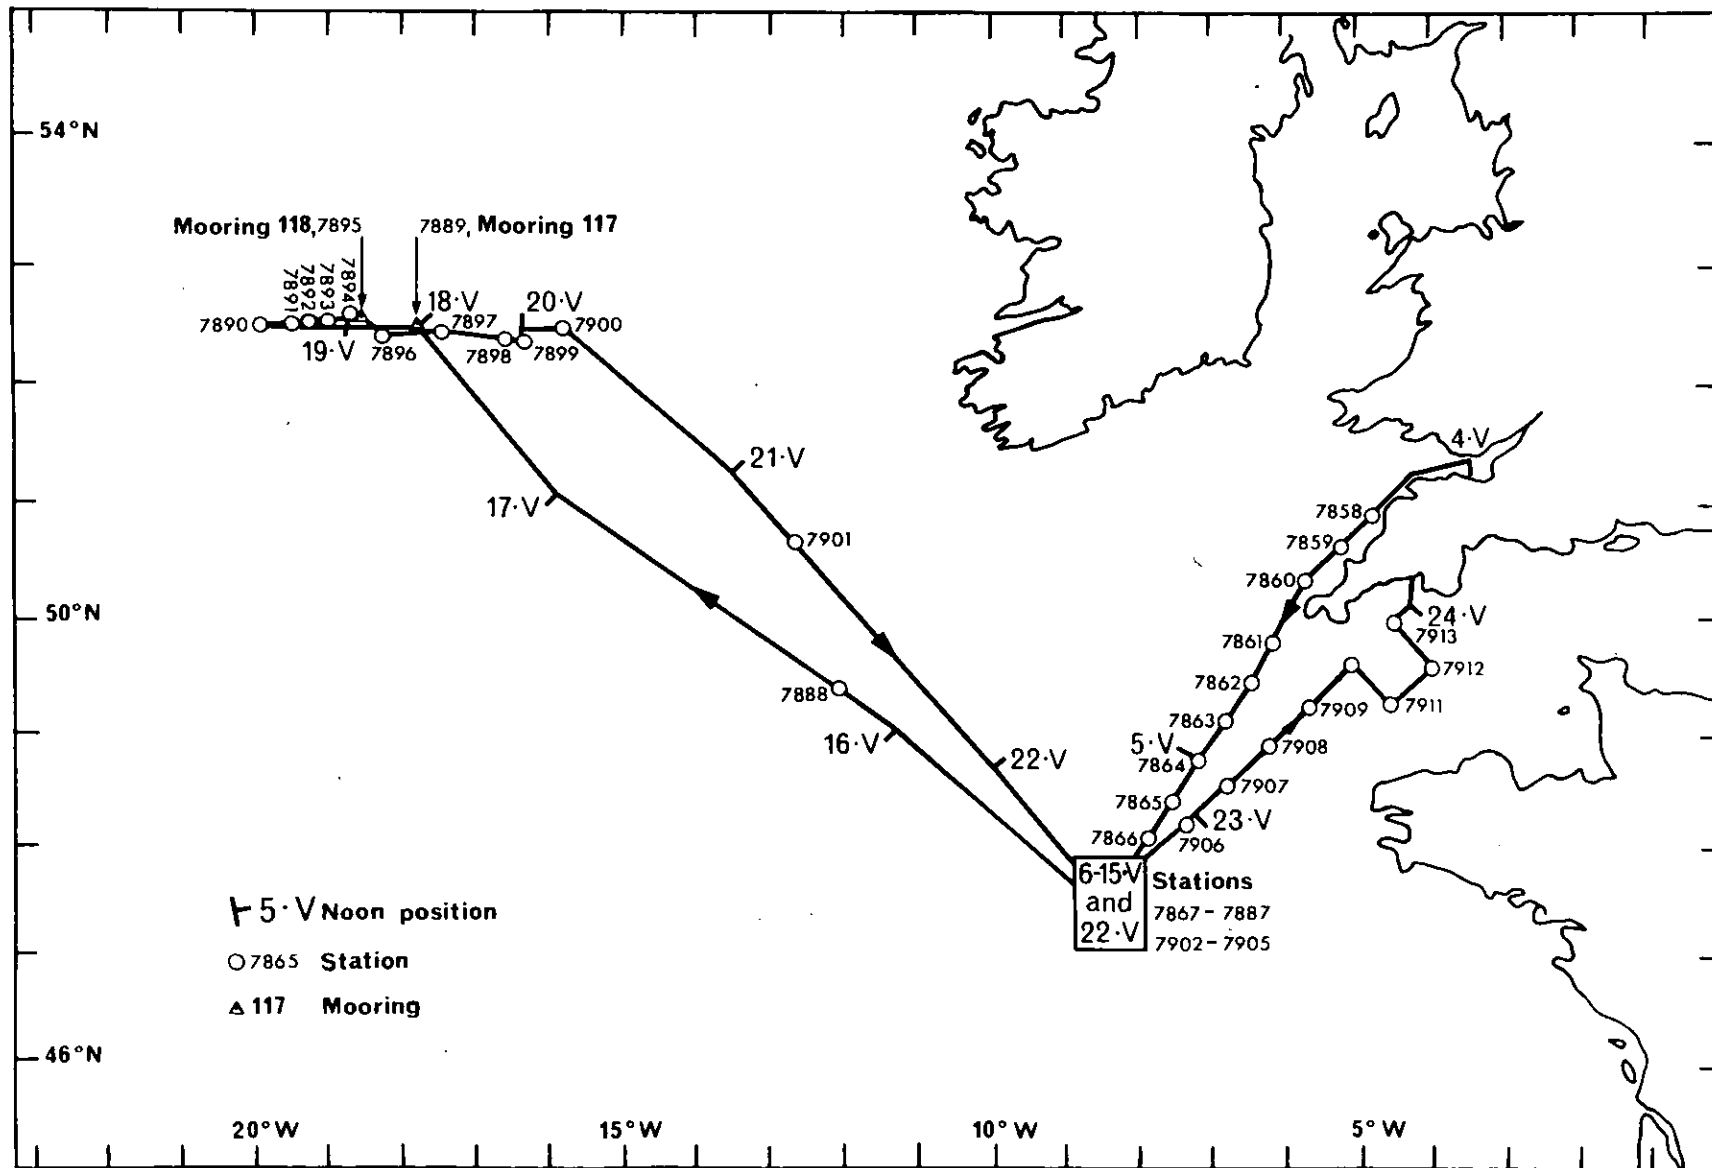 54°N
Mooring 118,7895
7889, Mooring 117
7891
7892
7893
7894
18·V
20·V
7890
7897
7900
19·V
7896
7898
7899
4·V
21·V
17·V
7858
7901
7859
7860
50°N
24·V
7861
7913
7862
7912
7888
7863
7909
7911
16·V
5·V
7908
22·V
7864
7907
7865
23·V
7866
7906
6-15·V
and
22·V
Stations
7867-7887
7902-7905
5·V Noon position
7865 Station
117 Mooring
46°N
20°W
15°W
10°W
5°W